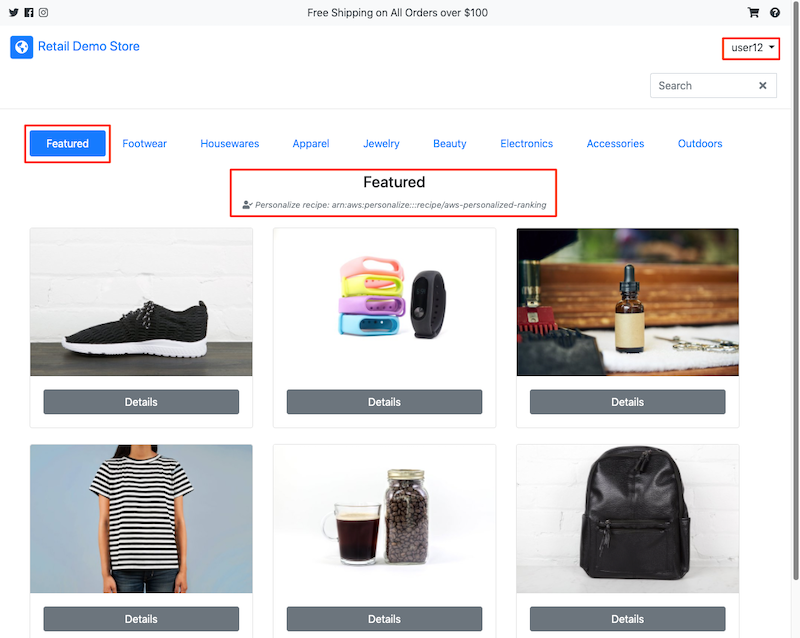 Free Shipping on All Orders over $100
Retail Demo Store
user12
Search
Featured Footwear Housewares Apparel Jewelry Beauty Electronics Accessories Outdoors
Featured
Personalize recipe: arn:aws:personalize:::recipe/aws-personalized-ranking
Details Details Details
Details Details Details